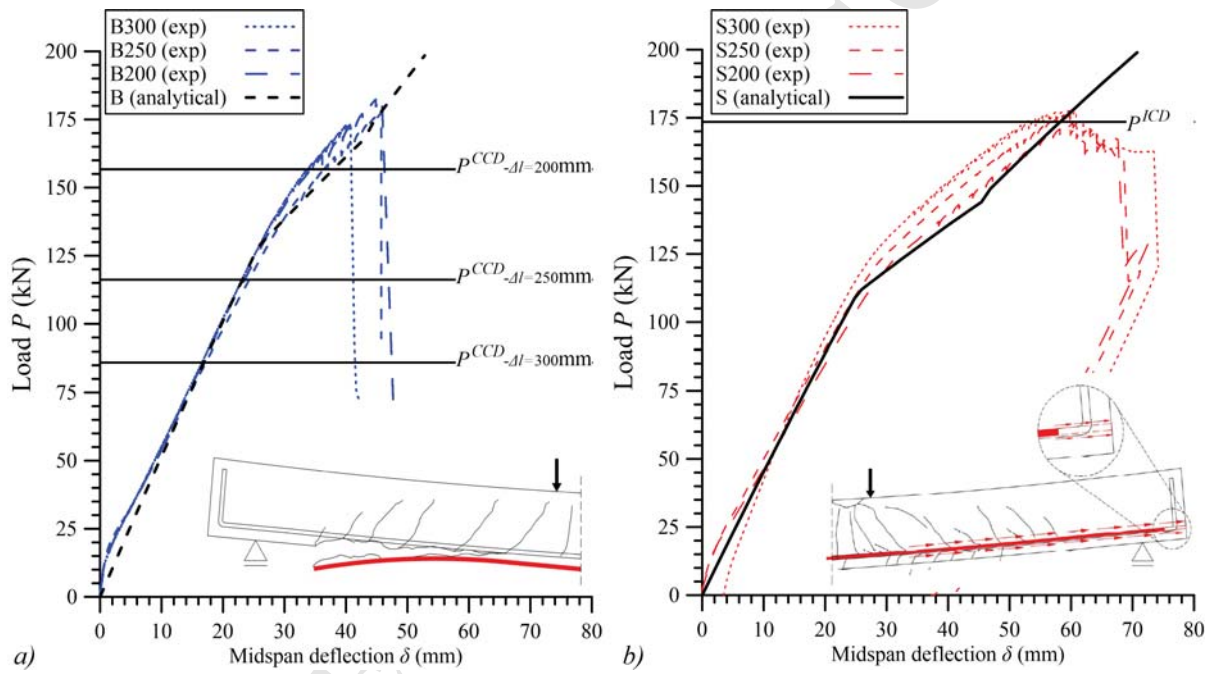 B300 (exp)
B250 (exp)
B200 (exp)
B (analytical)
200
175
150
125
100
75
50
25
0
Load P (kN)
P^CCD-Δl=200mm
P^CCD-Δl=250mm
P^CCD-Δl=300mm
0 10 20 30 40 50 60 70 80
a)
Midspan deflection δ (mm)
S300 (exp)
S250 (exp)
S200 (exp)
S (analytical)
200
175
150
125
100
75
50
25
0
Load P (kN)
P^ICD
0 10 20 30 40 50 60 70 80
b)
Midspan deflection δ (mm)